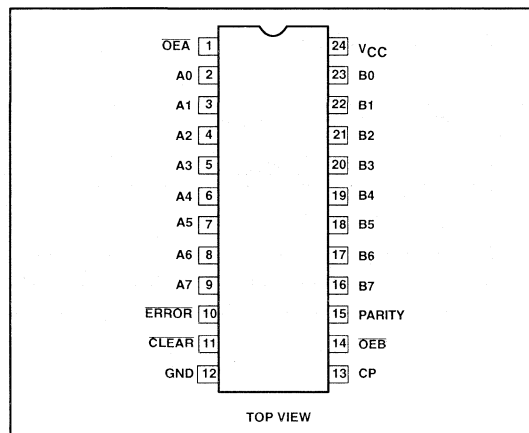 OEA 1 24 VCC
A0 2 23 B0
A1 3 22 B1
A2 4 21 B2
A3 5 20 B3
A4 6 19 B4
A5 7 18 B5
A6 8 17 B6
A7 9 16 B7
ERROR 10 15 PARITY
CLEAR 11 14 OEB
GND 12 13 CP
TOP VIEW